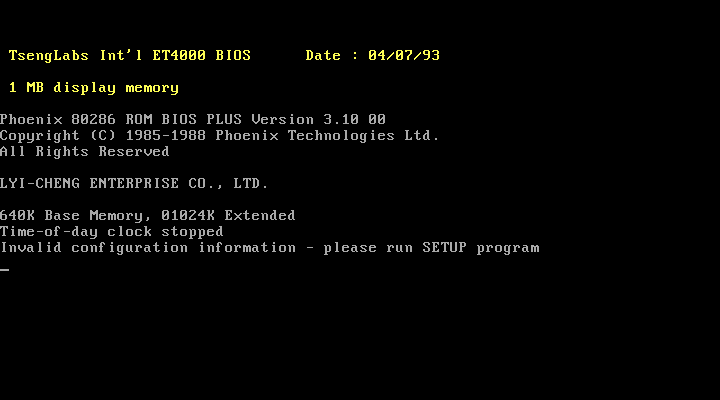 TsengLabs Int'l ET4000 BIOS      Date : 04/07/93
1 MB display memory
Phoenix 80286 ROM BIOS PLUS Version 3.10 00
Copyright (C) 1985-1988 Phoenix Technologies Ltd.
All Rights Reserved
LYI-CHENG ENTERPRISE CO., LTD.
640K Base Memory, 01024K Extended
Time-of-day clock stopped
Invalid configuration information - please run SETUP program